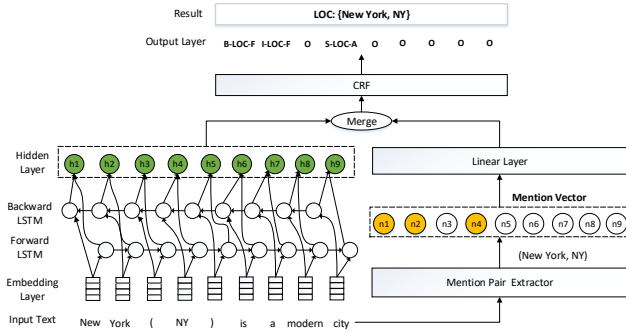 Result LOC: {New York, NY}
Output Layer B-LOC-F I-LOC-F O S-LOC-A O O O O O
CRF
Merge
Hidden Layer h1 h2 h3 h4 h5 h6 h7 h8 h9
Linear Layer
Mention Vector
Backward LSTM
n1 n2 n3 n4 n5 n6 n7 n8 n9
Forward LSTM
(New York, NY)
Embedding Layer
Mention Pair Extractor
Input Text New York ( NY ) is a modern city